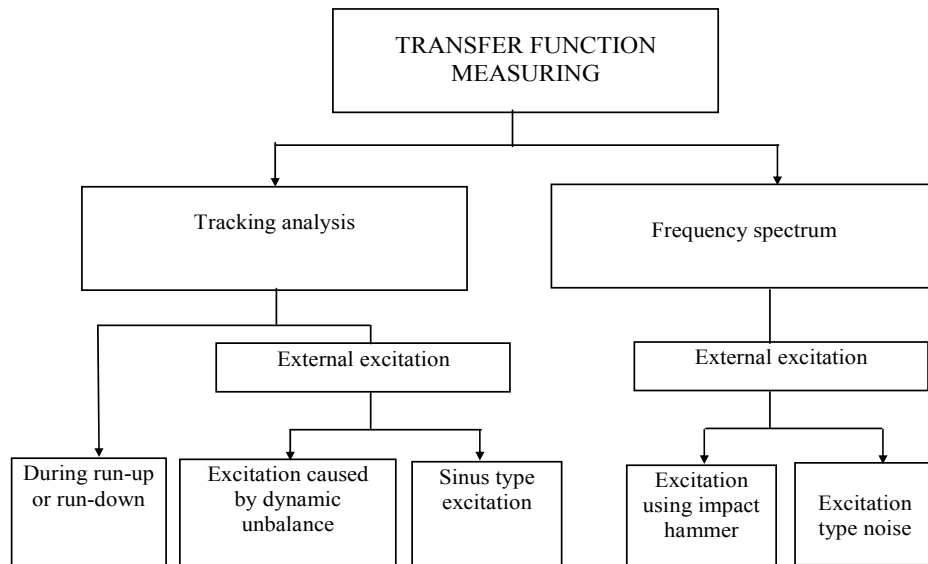 TRANSFER FUNCTION
MEASURING
Tracking analysis
Frequency spectrum
External excitation
External excitation
During run-up
or run-down
Excitation caused
by dynamic
unbalance
Sinus type
excitation
Excitation
using impact
hammer
Excitation
type noise